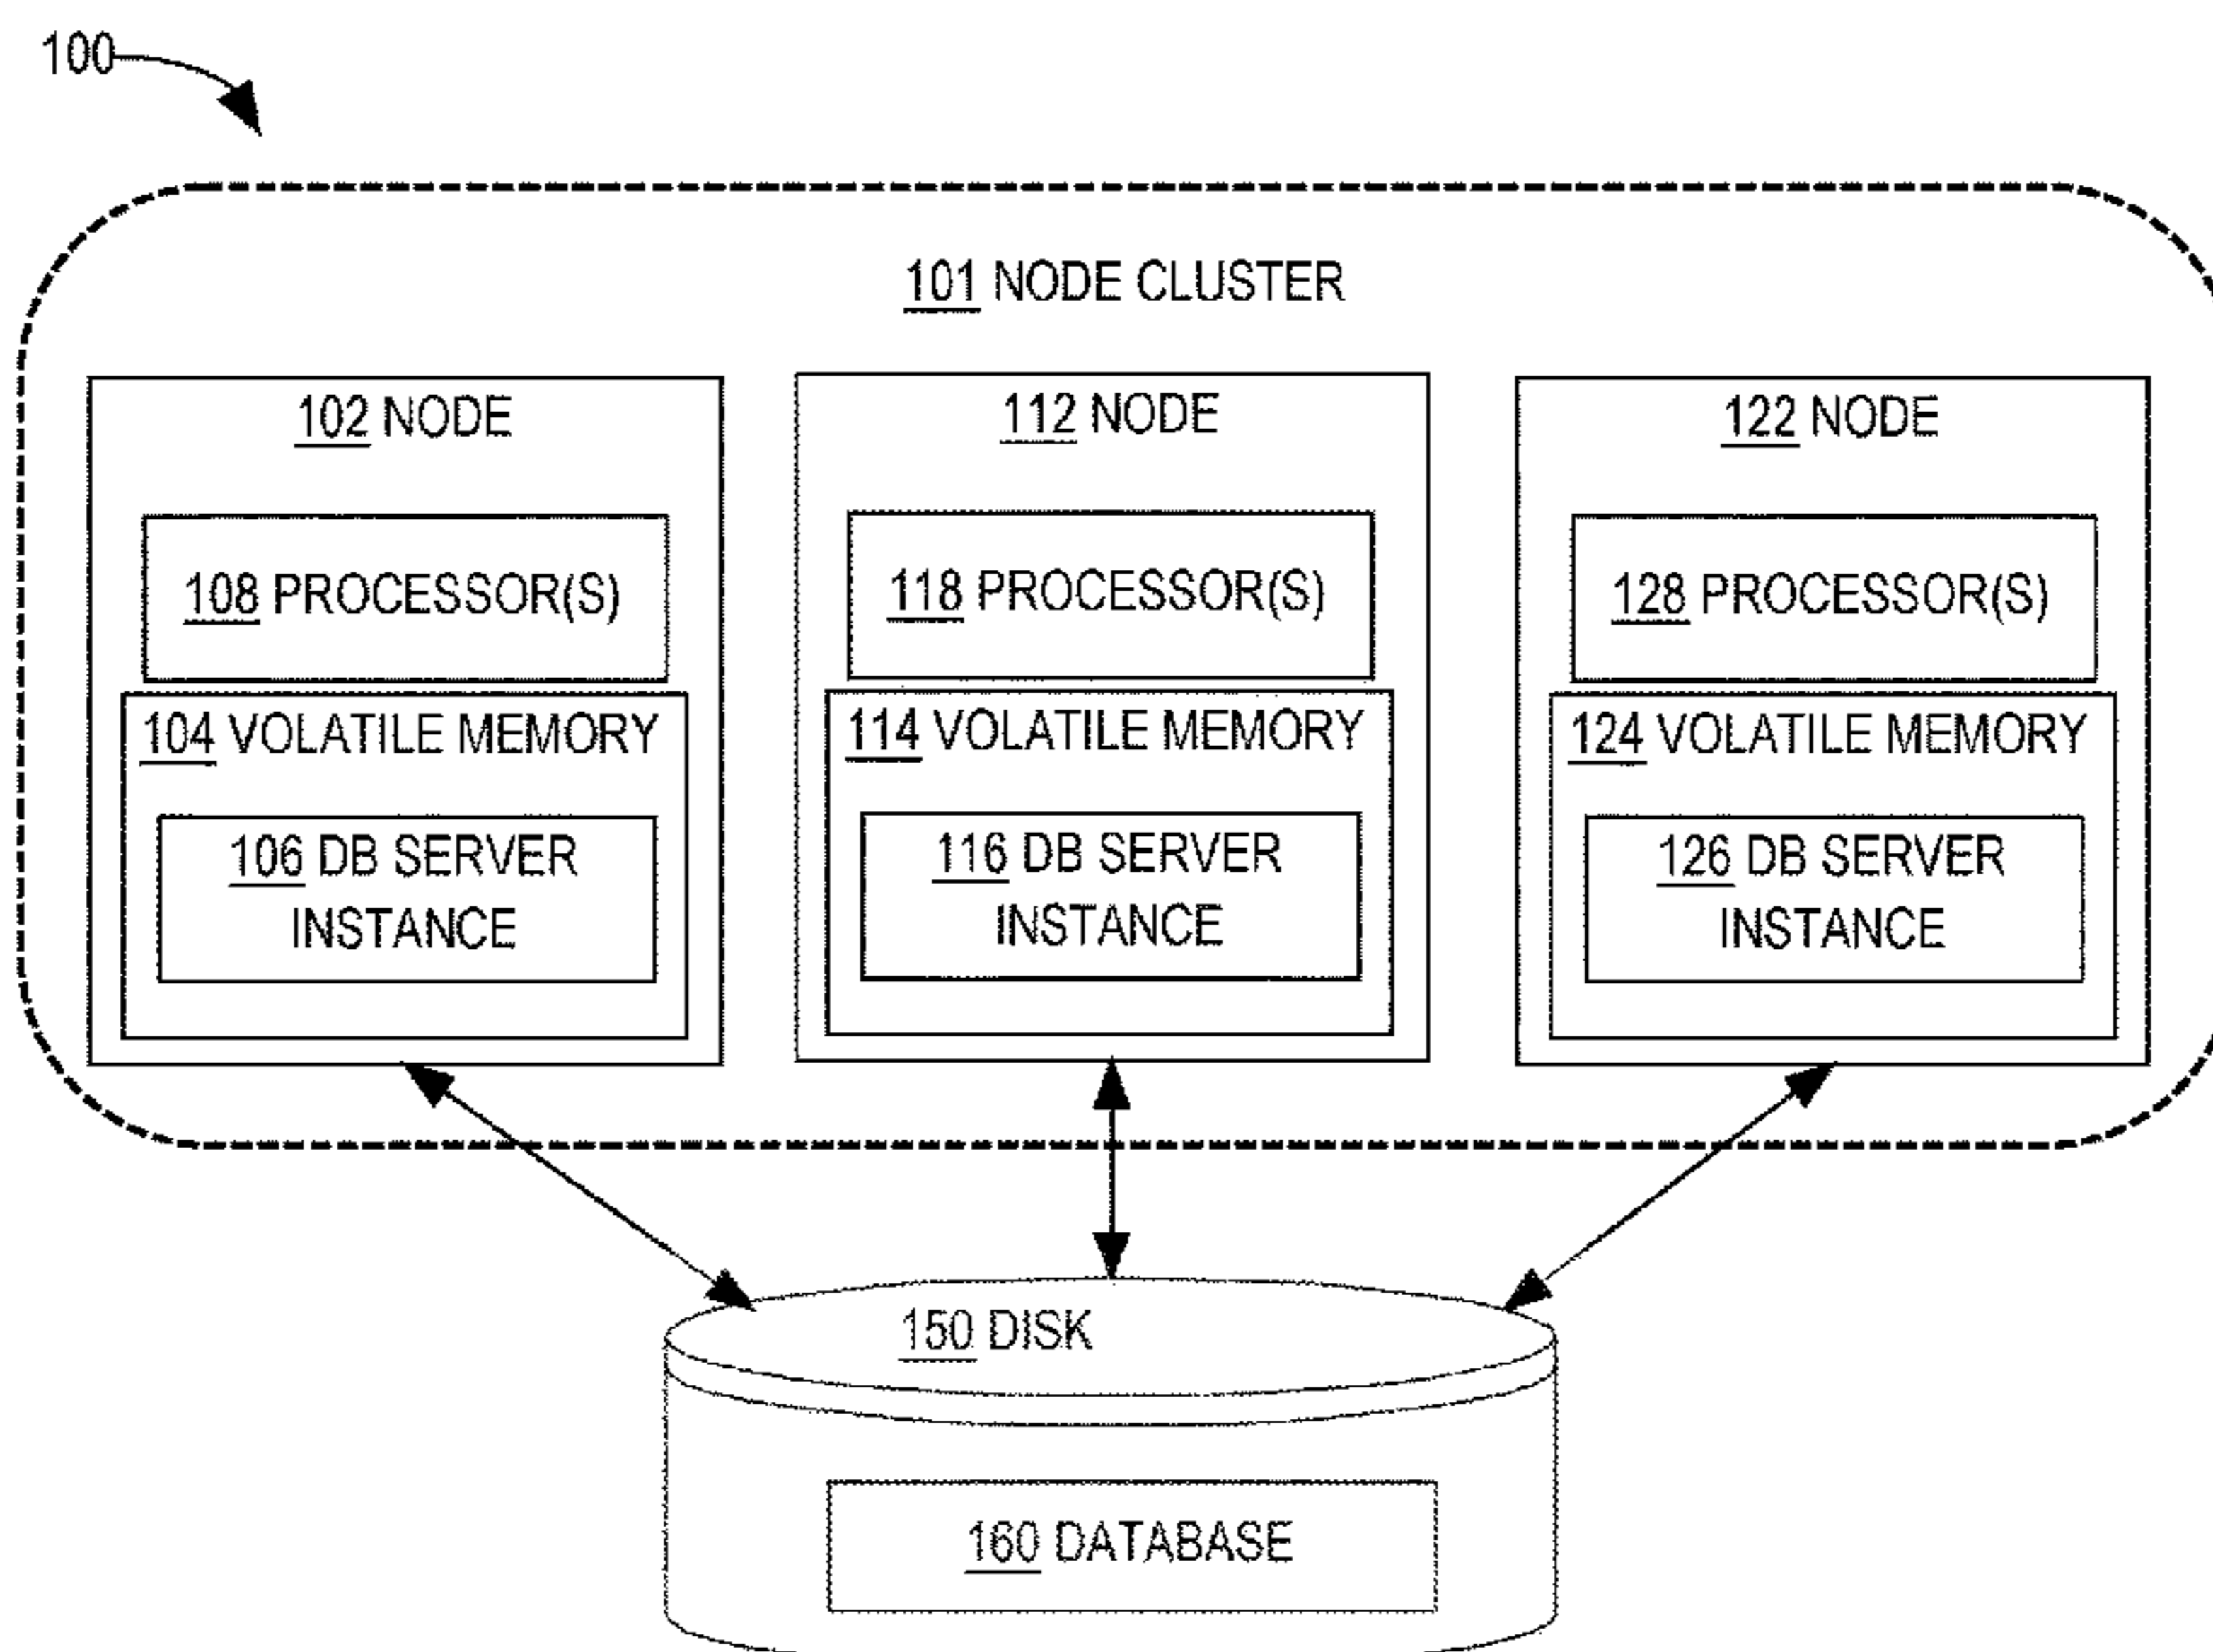 100
101 NODE CLUSTER
102 NODE
108 PROCESSOR(S)
104 VOLATILE MEMORY
106 DB SERVER
INSTANCE
112 NODE
118 PROCESSOR(S)
114 VOLATILE MEMORY
116 DB SERVER
INSTANCE
122 NODE
128 PROCESSOR(S)
124 VOLATILE MEMORY
126 DB SERVER
INSTANCE
150 DISK
160 DATABASE